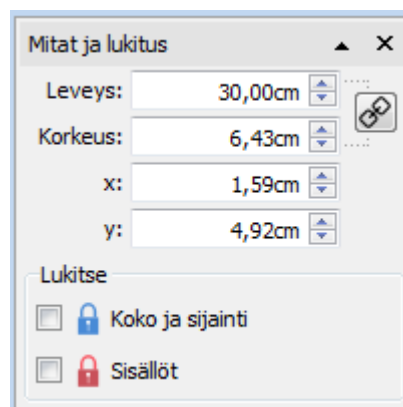 Mitat ja lukitus
Leveys: 30,00cm
Korkeus: 6,43cm
x: 1,59cm
y: 4,92cm
Lukitse
Koko ja sijainti
Sisällöt